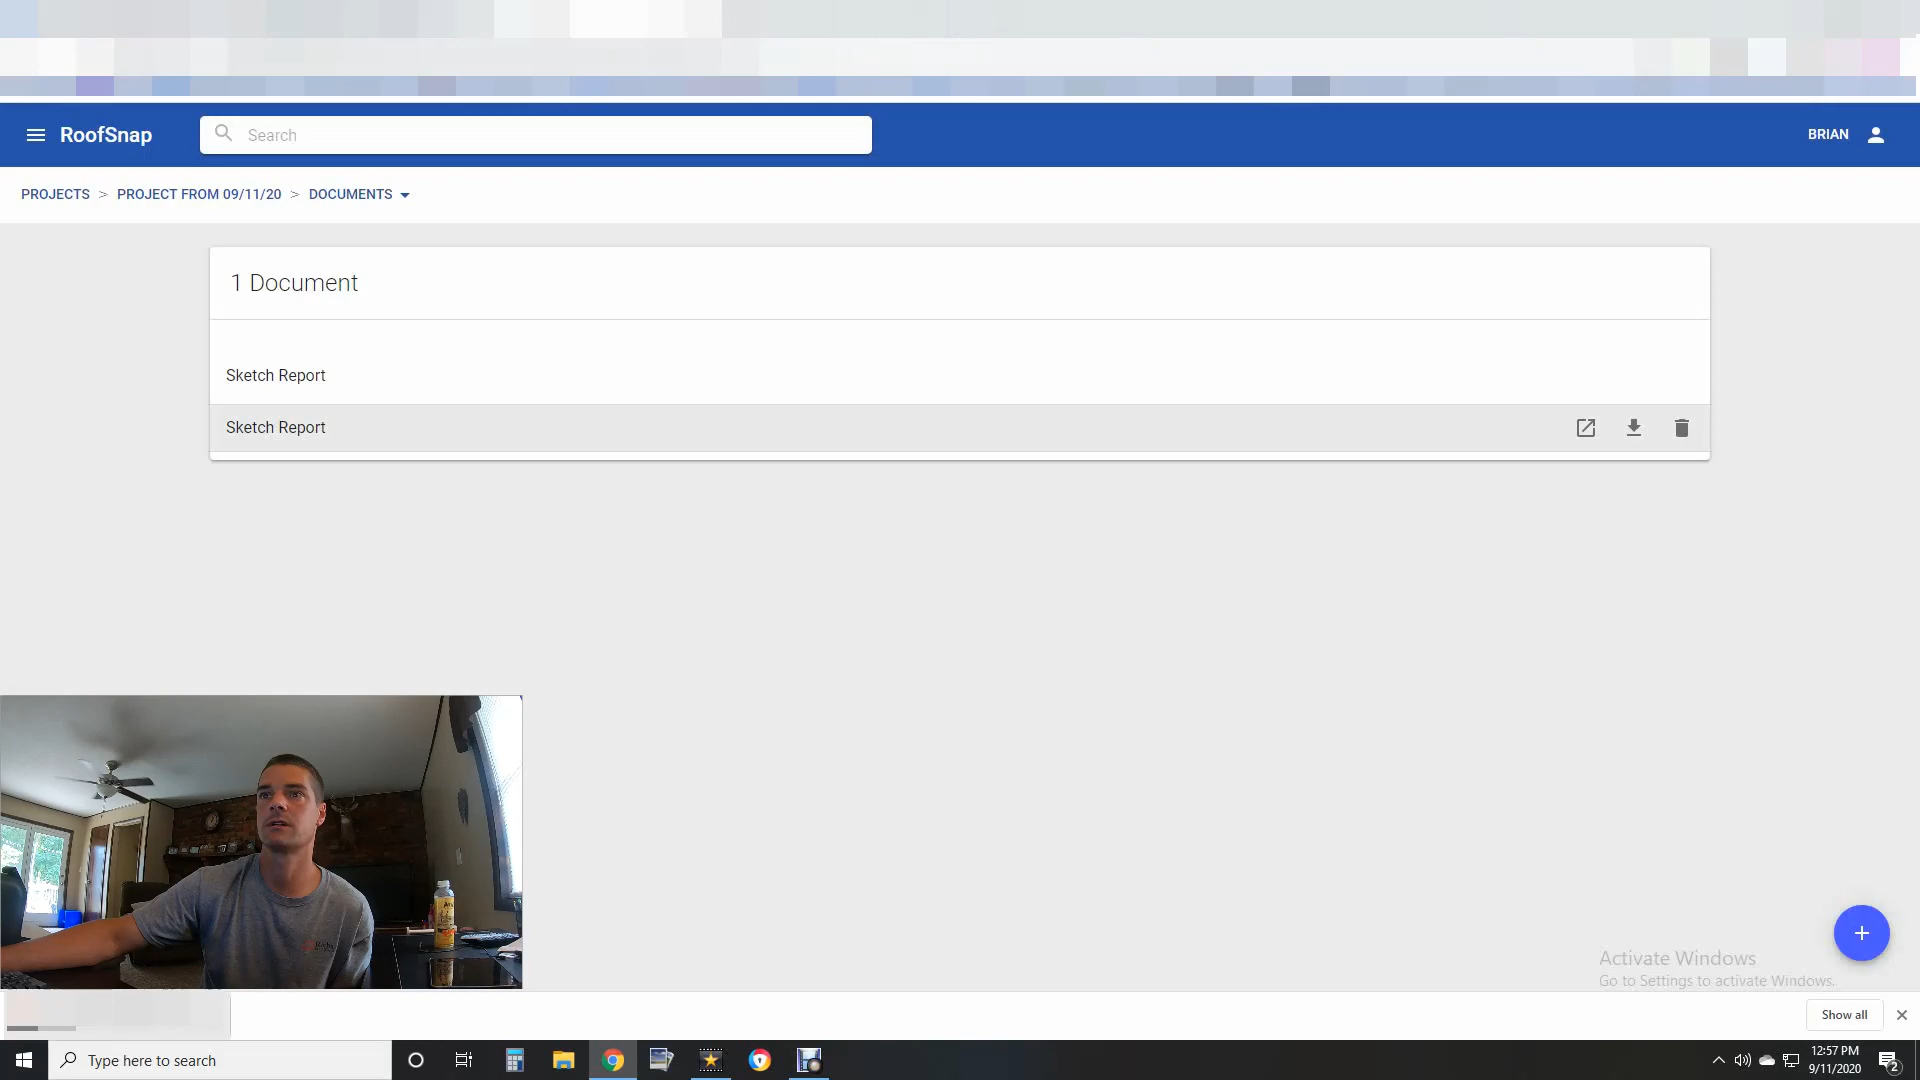 RoofSnap
Search
BRIAN
PROJECTS > PROJECT FROM 09/11/20 > DOCUMENTS
1 Document
Sketch Report
Sketch Report
Activate Windows
Go to Settings to activate Windows.
Show all
Type here to search
12:57 PM
9/11/2020
2